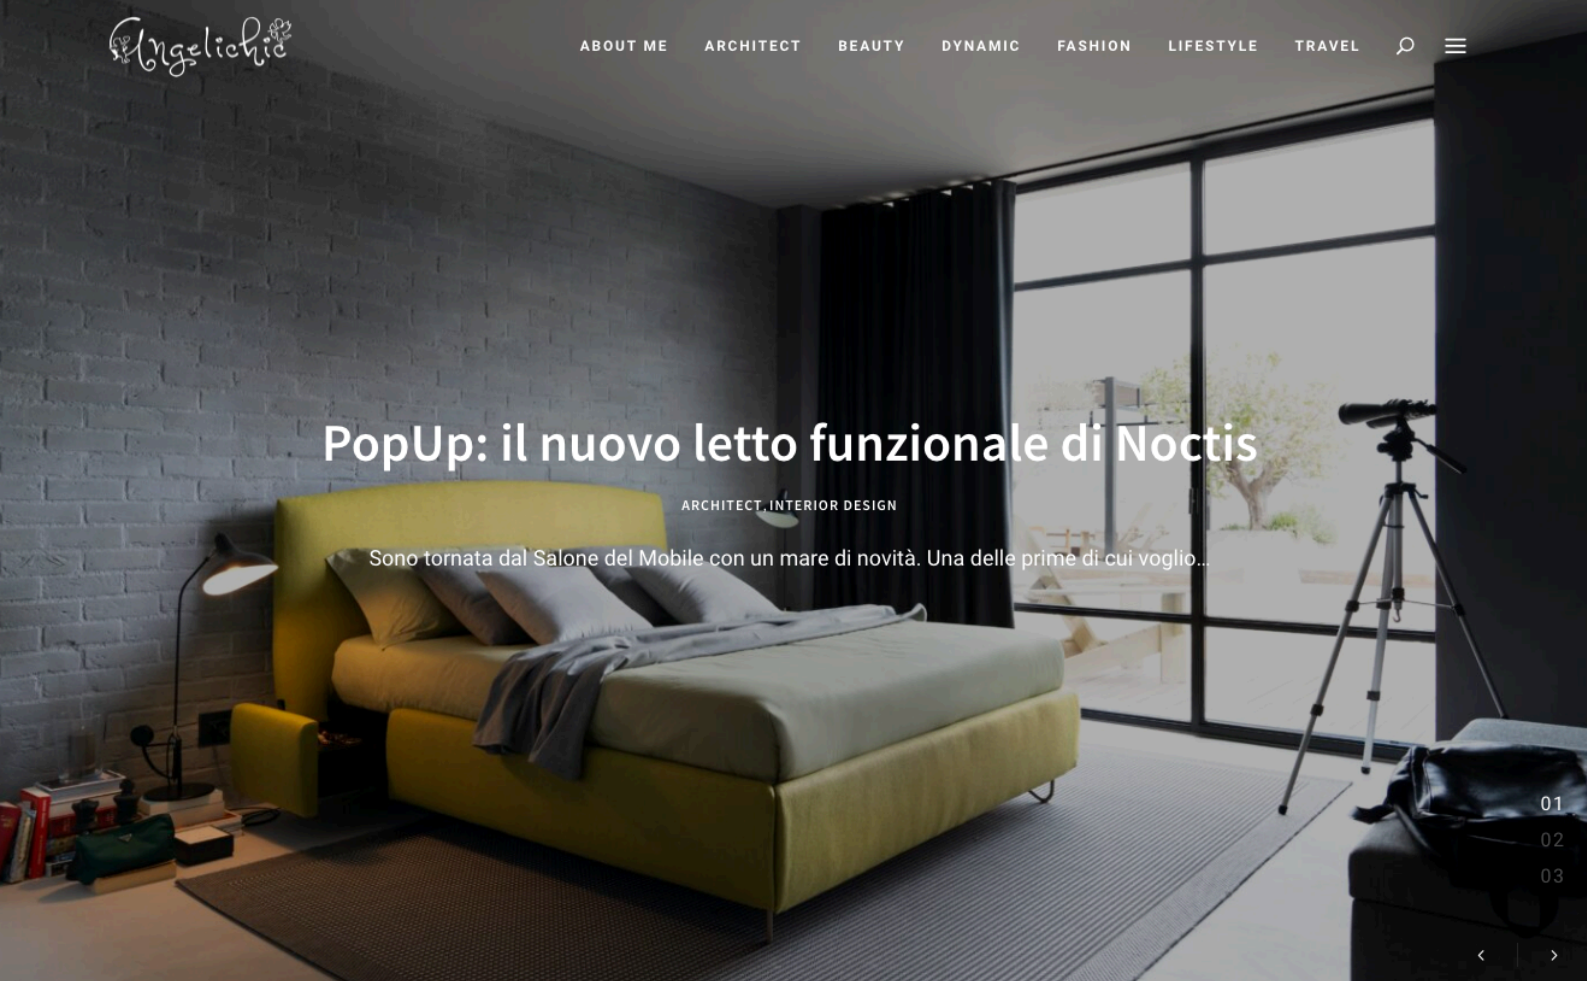 Angelichic
ABOUT ME ARCHITECT BEAUTY DYNAMIC FASHION LIFESTYLE TRAVEL
PopUp: il nuovo letto funzionale di Noctis
ARCHITECT, INTERIOR DESIGN
Sono tornata dal Salone del Mobile con un mare di novità. Una delle prime di cui voglio...
01
02
03